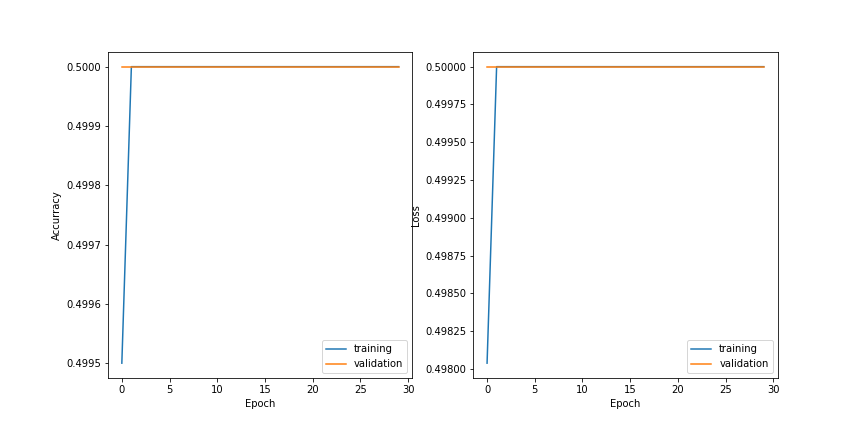 0.5000
0.4999
0.4998
0.4997
0.4996
0.4995
Accurracy
0 5 10 15 20 25 30
Epoch
training
validation
0.50000
0.49975
0.49950
0.49925
0.49900
0.49875
0.49850
0.49825
0.49800
Loss
0 5 10 15 20 25 30
Epoch
training
validation